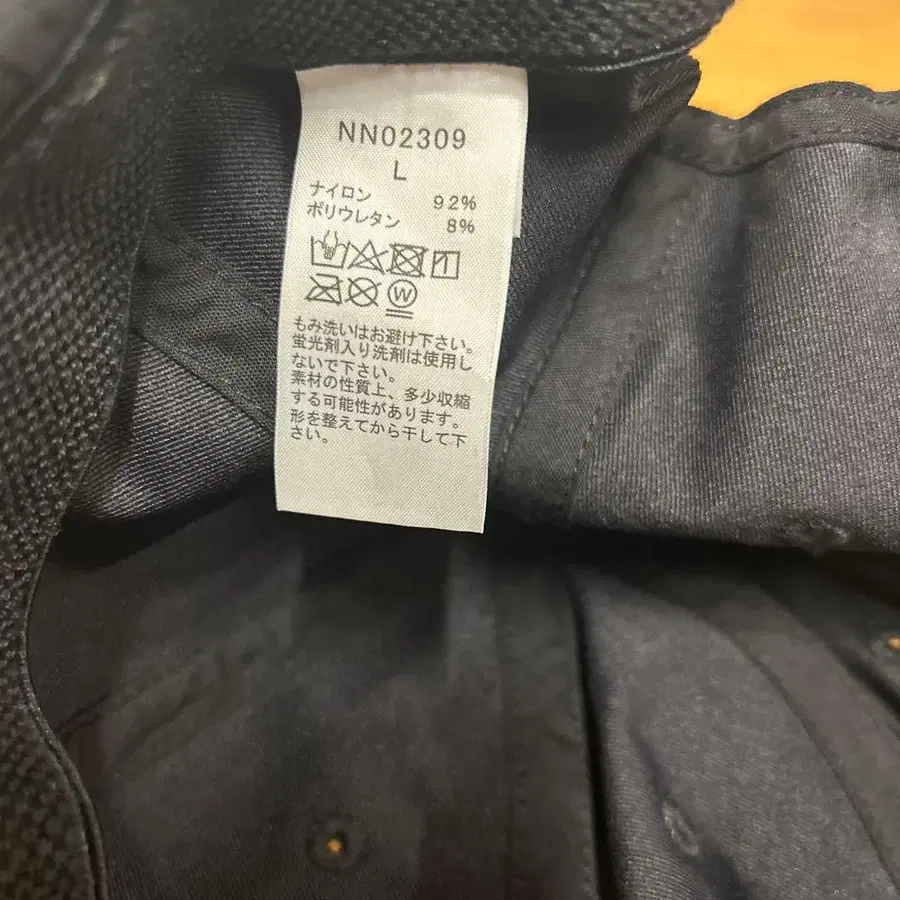 NN02309
L
ナイロン 92%
ポリウレタン 8%
W
もみ洗いはお避け下さい。
蛍光剤入り洗剤は使用し
ないで下さい。
素材の性質上、多少収縮
する可能性があります。
形を整えてから干して下
さい。